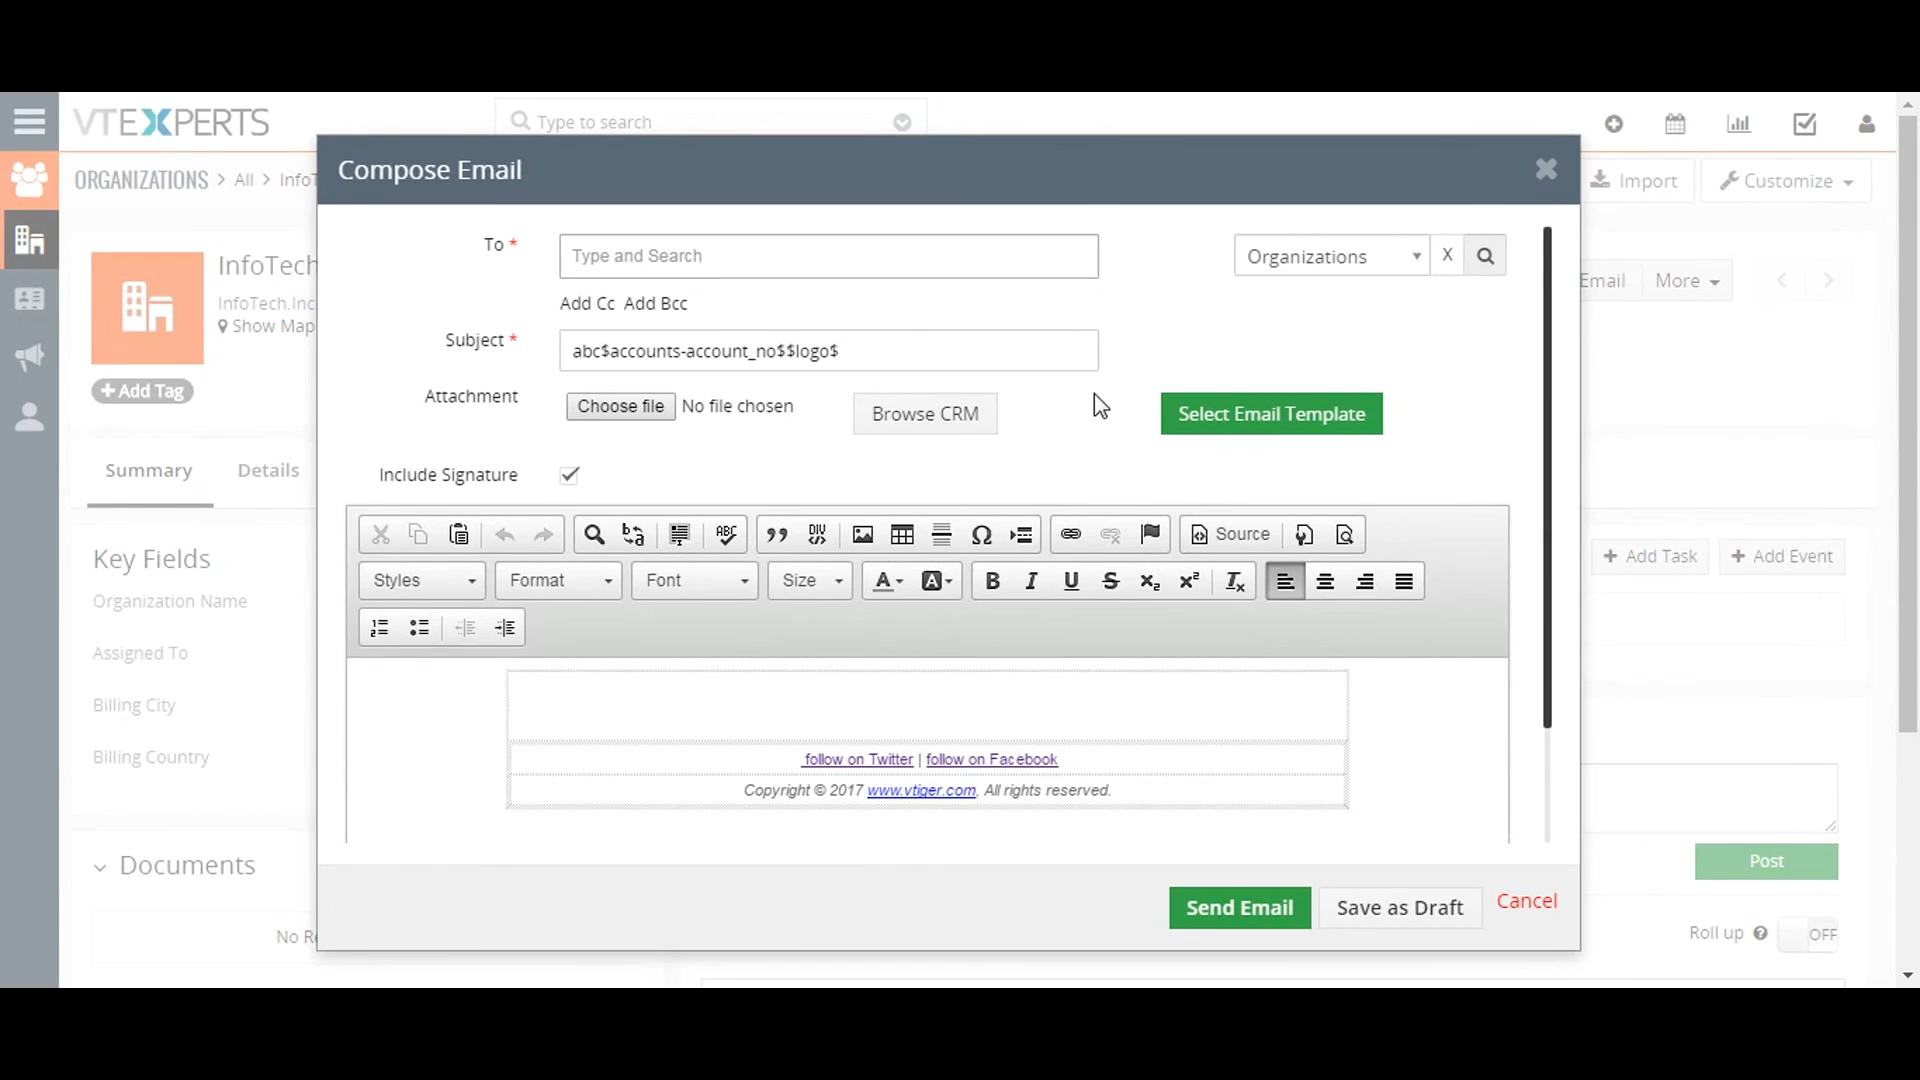 VTEXPERTS
Type to search
ORGANIZATIONS > All > InfoT
Import
Customize
Compose Email
InfoTech
InfoTech.Inc
Show Map
Add Tag
To *
Type and Search
Organizations
X
Email
More
Add Cc Add Bcc
Subject *
abc$accounts-account_no$$logo$
Attachment
Choose file No file chosen
Browse CRM
Select Email Template
Include Signature
Summary
Details
Source
Styles
Format
Font
Size
Key Fields
Add Task
Add Event
Organization Name
Assigned To
Billing City
Billing Country
follow on Twitter | follow on Facebook
Copyright © 2017 www.vtiger.com, All rights reserved.
Documents
Post
No Re
Send Email
Save as Draft
Cancel
Roll up
OFF